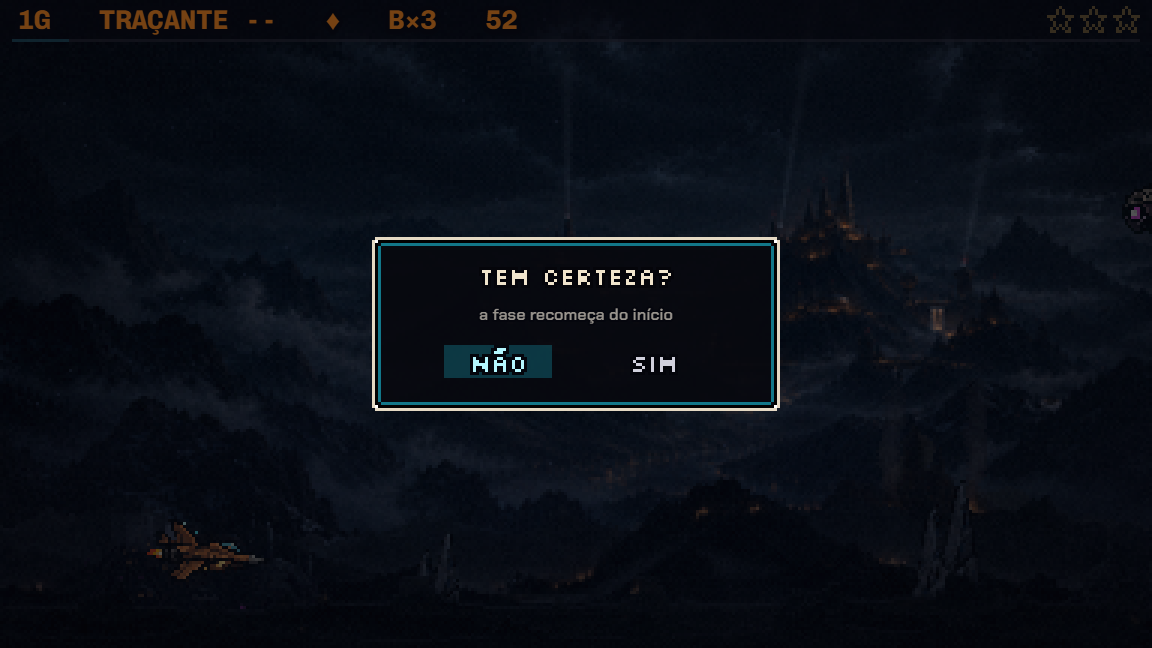 1G TRAÇANTE -- ♦ B×3 52 ☆☆☆
TEM CERTEZA?
a fase recomeça do início
NÃO SIM